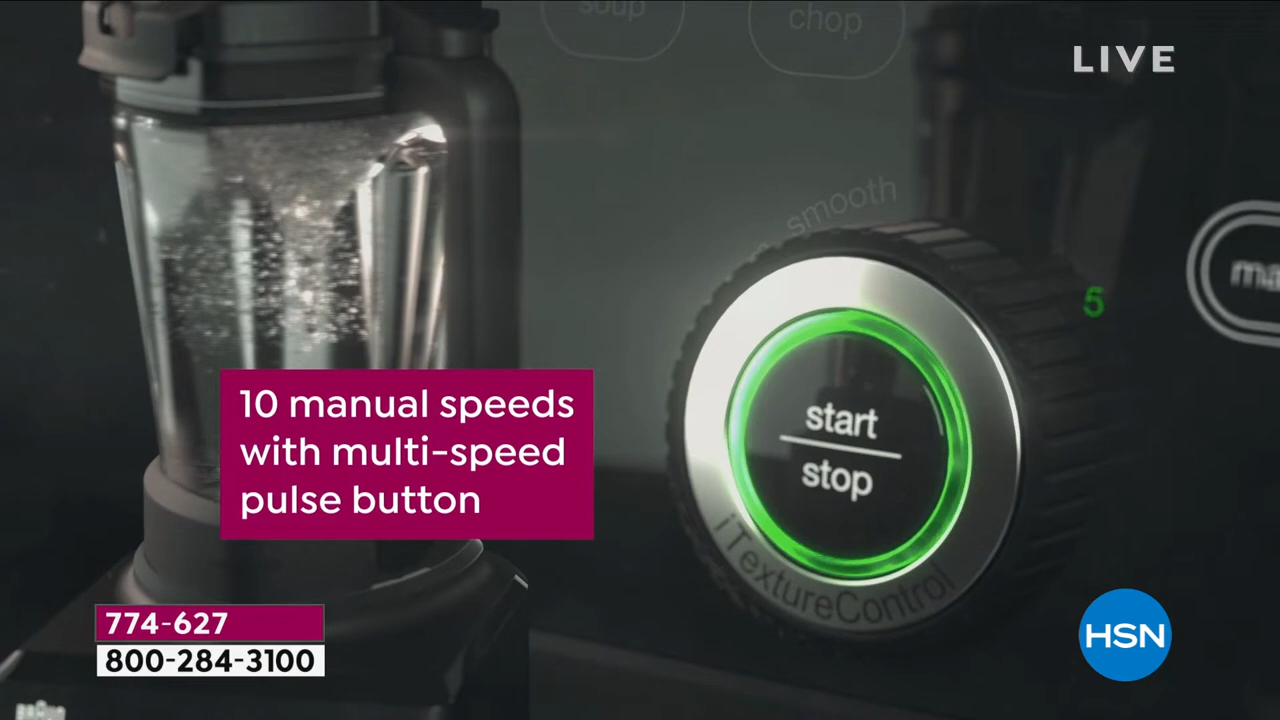 soup
chop
LIVE
smooth
5
start
stop
iTextureControl
10 manual speeds
with multi-speed
pulse button
774-627
800-284-3100
HSN
BRAUN